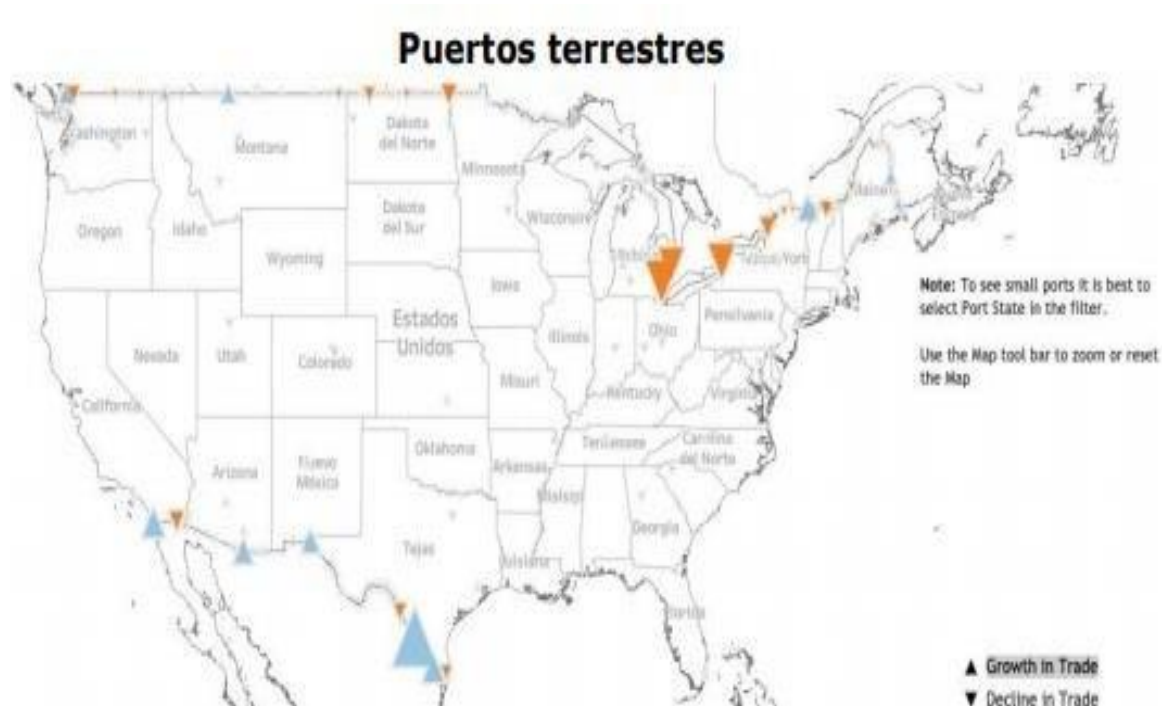 Puertos terrestres
Washington
Montana
Dakota
del Norte
Minnesota
Maine
Oregon
Idaho
Dakota
del Sur
Wisconsin
Wyoming
Note: To see small ports it is best to
select Port State in the filter.
Iowa
Estados
Unidos
Illinois
Ohio
Pensilvania
Nevada
Utah
Colorado
Use the Map tool bar to zoom or reset
the Map
Misuri
Kentucky
Virginia
California
Oklahoma
Tennessee
Carolina
del Norte
Arizona
Nuevo
México
Arkansas
Misisipi
Georgia
Tejas
Luisiana
Florida
▲ Growth in Trade
▼ Decline in Trade